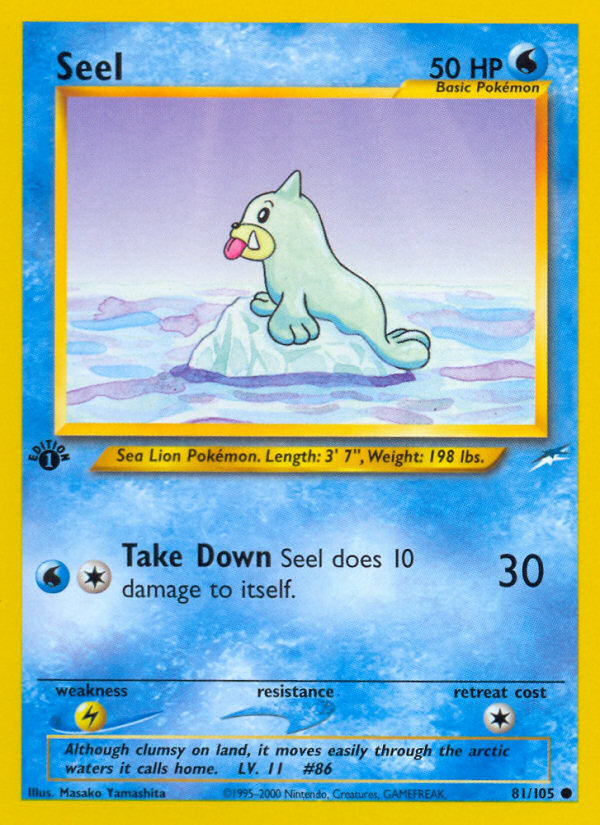 Seel
50 HP
Basic Pokémon
EDITION
1
Sea Lion Pokémon. Length: 3' 7", Weight: 198 lbs.
Take Down Seel does 10
damage to itself.
30
weakness
resistance
retreat cost
Although clumsy on land, it moves easily through the arctic
waters it calls home. LV. 11 #86
Illus. Masako Yamashita
©1995-2000 Nintendo, Creatures, GAMEFREAK.
81/105